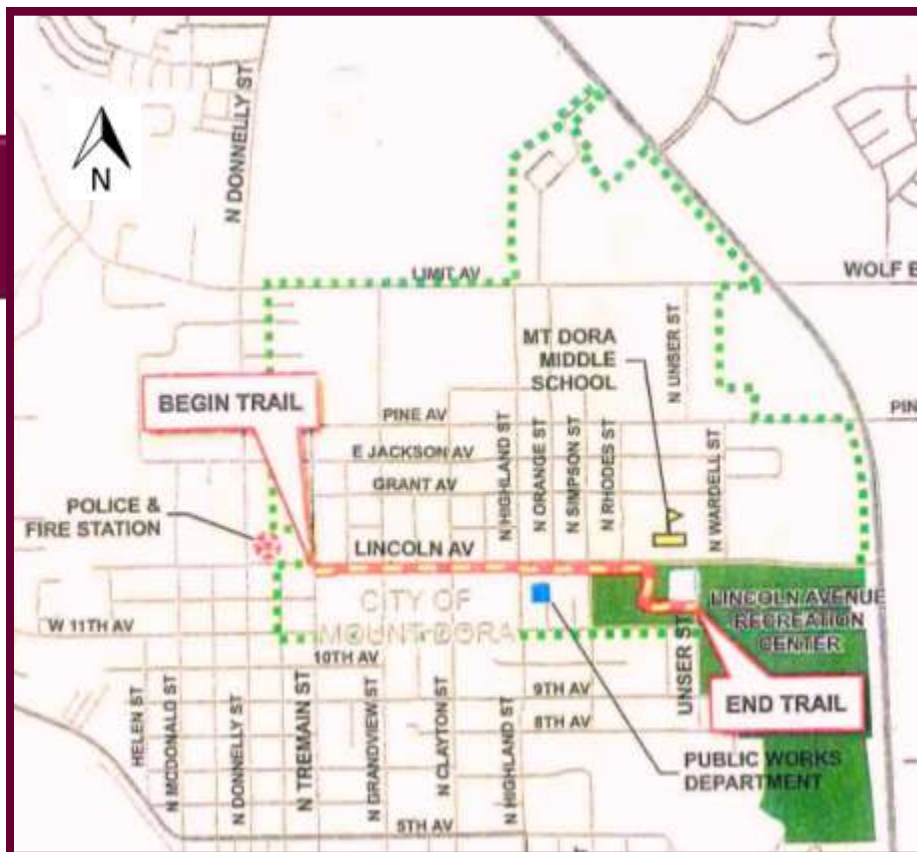 N DONNELLY ST
N
LIMIT AV
WOLF B
MT DORA
MIDDLE
SCHOOL
N UNSER ST
BEGIN TRAIL
PINE AV
PIN
E JACKSON AV
GRANT AV
N HIGHLAND ST
N ORANGE ST
N SIMPSON ST
N RHODES ST
N WARDELL ST
POLICE &
FIRE STATION
LINCOLN AV
CITY OF
MOUNT DORA
LINCOLN AVENUE
RECREATION
CENTER
W 11TH AV
10TH AV
HELEN ST
N MCDONALD ST
N DONNELLY ST
N TREMAIN ST
N GRANDVIEW ST
N CLAYTON ST
N HIGHLAND ST
9TH AV
8TH AV
UNSER ST
END TRAIL
PUBLIC WORKS
DEPARTMENT
5TH AV